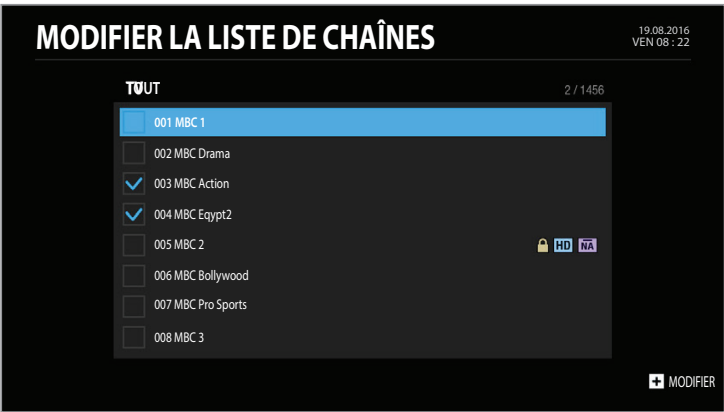 MODIFIER LA LISTE DE CHAÎNES
19.08.2016
VEN 08 : 22
TOUT
2 / 1456
001 MBC 1
002 MBC Drama
003 MBC Action
004 MBC Eqypt2
005 MBC 2 HD NA
006 MBC Bollywood
007 MBC Pro Sports
008 MBC 3
MODIFIER